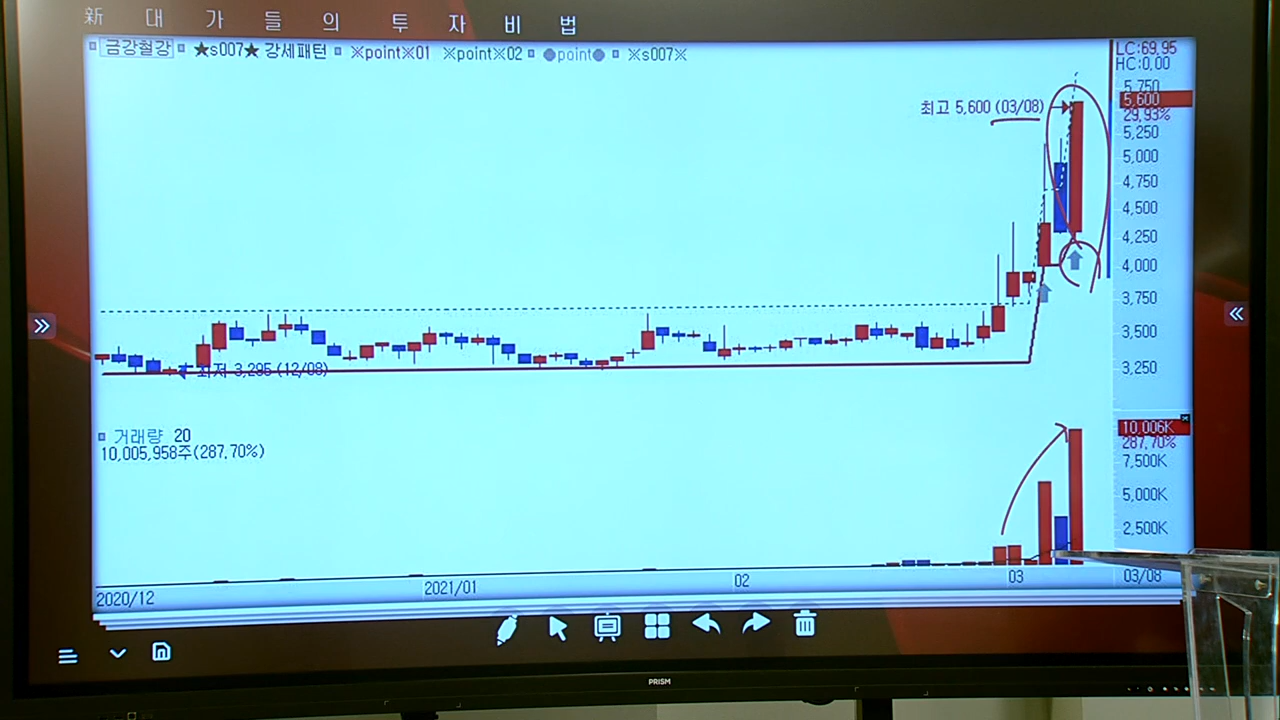 新 대 가 들 의 투 자 비 법
금강철강 ★s007★ 강세패턴 ※point※01 ※point※02 ●point● ※s007※
LC:69,95
HC:0,00
5,750
최고 5,600 (03/08)
5,600
29,93%
5,250
5,000
4,750
4,500
4,250
4,000
3,750
3,500
3,250
최저 3,295 (12/08)
거래량 20
10,005,958주(287,70%)
10,006K
287,70%
7,500K
5,000K
2,500K
2020/12 2021/01 02 03 03/08
PRISM